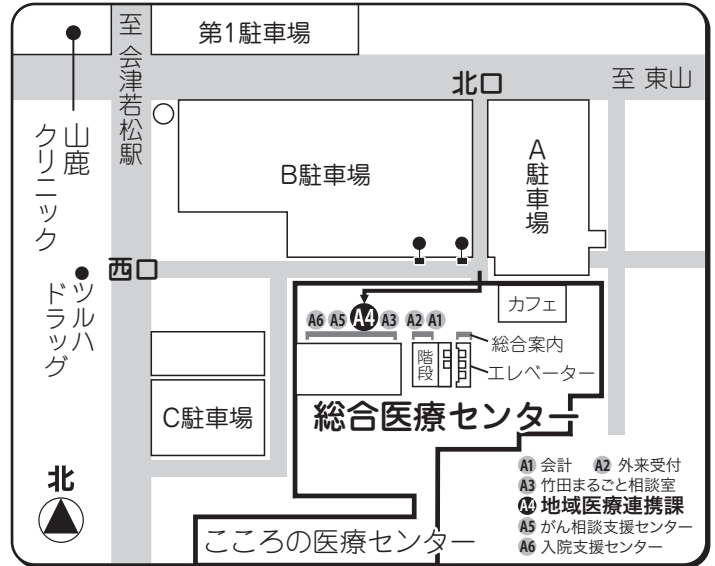 第1駐車場
至 会津若松駅
北口
至 東山
山鹿
クリニック
B駐車場
A駐車場
西口
ツルハ
ドラッグ
カフェ
A6 A5 A4 A3 A2 A1
総合案内
階段
エレベーター
C駐車場
総合医療センター
北
A1 会計 A2 外来受付
A3 竹田まるごと相談室
A4 地域医療連携課
A5 がん相談支援センター
A6 入院支援センター
こころの医療センター